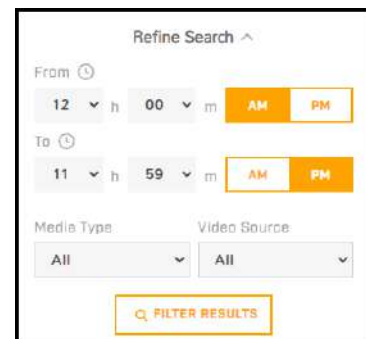 Refine Search
From
12 h 00 m AM PM
To
11 h 59 m AM PM
Media Type Video Source
All All
FILTER RESULTS